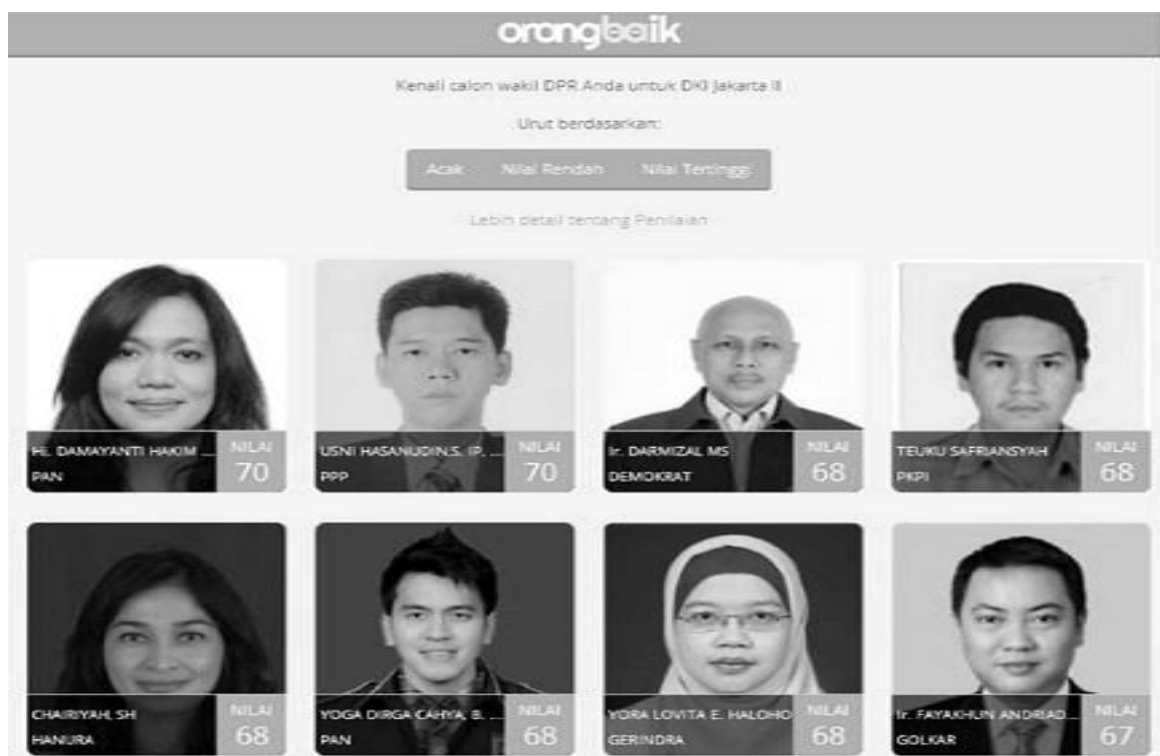 orangbaik
Kenali calon wakil DPR Anda untuk DKI Jakarta II
Urut berdasarkan:
Acak Nilai Rendah Nilai Tertinggi
Lebih detail tentang Penilaian
Hj. DAMAYANTI HAKIM ...
PAN
NILAI
70
USNI HASANUDIN,S. IP, ...
PPP
NILAI
70
Ir. DARMIZAL MS
DEMOKRAT
NILAI
68
TEUKU SAFRIANSYAH
PKPI
NILAI
68
CHAIRIYAH, SH
HANURA
NILAI
68
YOGA DIRGA CAHYA, B. ...
PAN
NILAI
68
YORA LOVITA E. HALOHO
GERINDRA
NILAI
68
Ir. FAYAKHUN ANDRIAD...
GOLKAR
NILAI
67